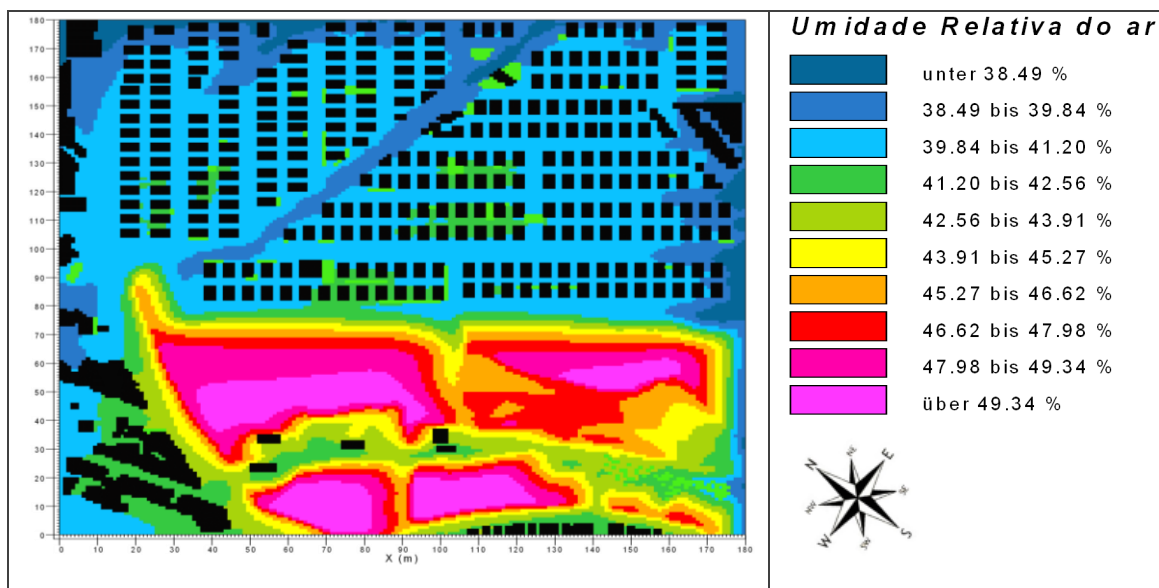 Umidade Relativa do ar
unter 38.49 %
38.49 bis 39.84 %
39.84 bis 41.20 %
41.20 bis 42.56 %
42.56 bis 43.91 %
43.91 bis 45.27 %
45.27 bis 46.62 %
46.62 bis 47.98 %
47.98 bis 49.34 %
über 49.34 %
N
NE
E
SE
S
SW
W
NW
180
170
160
150
140
130
120
110
100
90
80
70
60
50
40
30
20
10
0
0 10 20 30 40 50 60 70 80 90 100 110 120 130 140 150 160 170 180
X (m)